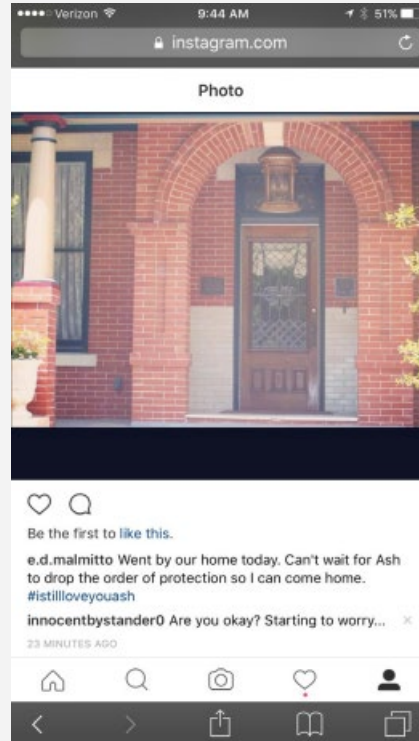 Verizon 9:44 AM 51%
instagram.com
Photo
Be the first to like this.
e.d.malmitto Went by our home today. Can't wait for Ash
to drop the order of protection so I can come home.
#istillloveyouash
innocentbystander0 Are you okay? Starting to worry...
23 MINUTES AGO